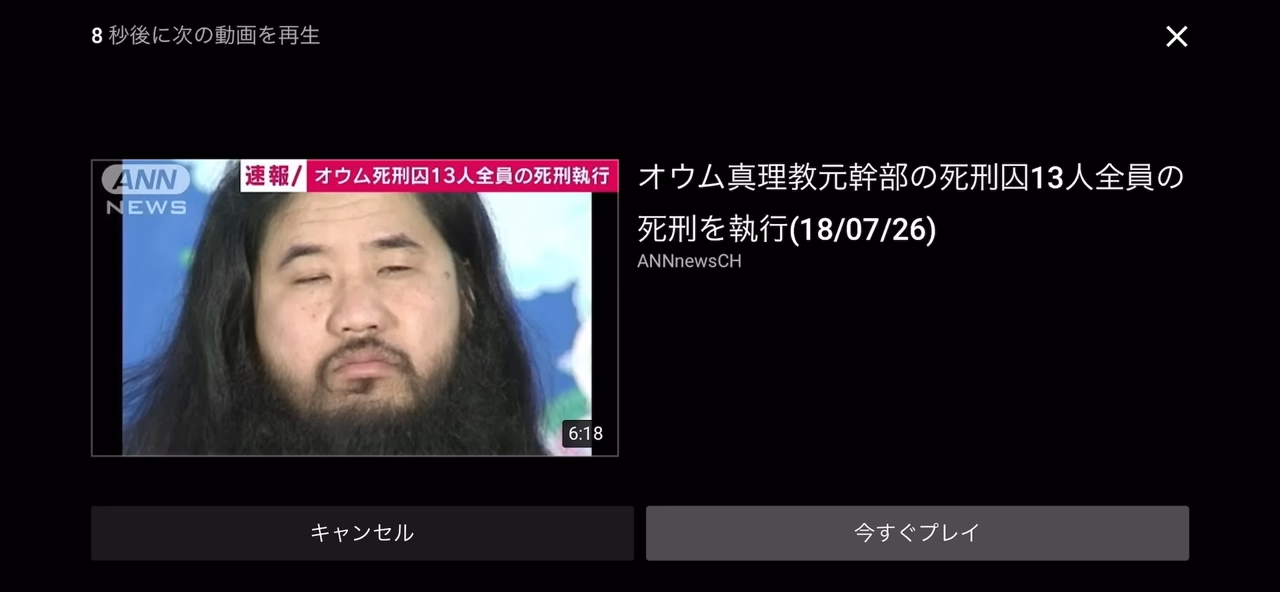 8 秒後に次の動画を再生
ANN
NEWS
速報/ オウム死刑囚13人全員の死刑執行
6:18
オウム真理教元幹部の死刑囚13人全員の
死刑を執行(18/07/26)
ANNnewsCH
キャンセル
今すぐプレイ